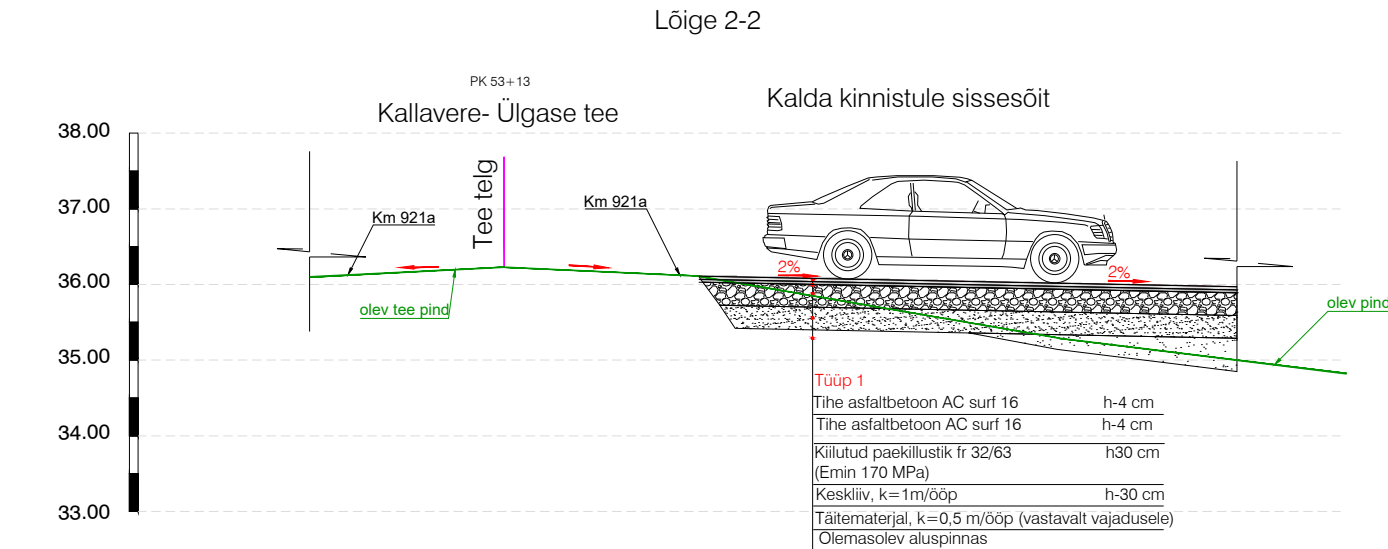 Lõige 2-2
PK 53+13
Kallavere- Ülgase tee
Kalda kinnistule sissesõit
38.00
37.00
36.00
35.00
34.00
33.00
Km 921a
Tee telg
Km 921a
olev tee pind
2%
2%
olev pind
Tüüp 1
Tihe asfaltbetoon AC surf 16 h-4 cm
Tihe asfaltbetoon AC surf 16 h-4 cm
Kiilutud paekillustik fr 32/63 h30 cm
(Emin 170 MPa)
Keskliiv, k=1m/ööp h-30 cm
Täitematerjal, k=0,5 m/ööp (vastavalt vajadusele)
Olemasolev aluspinnas